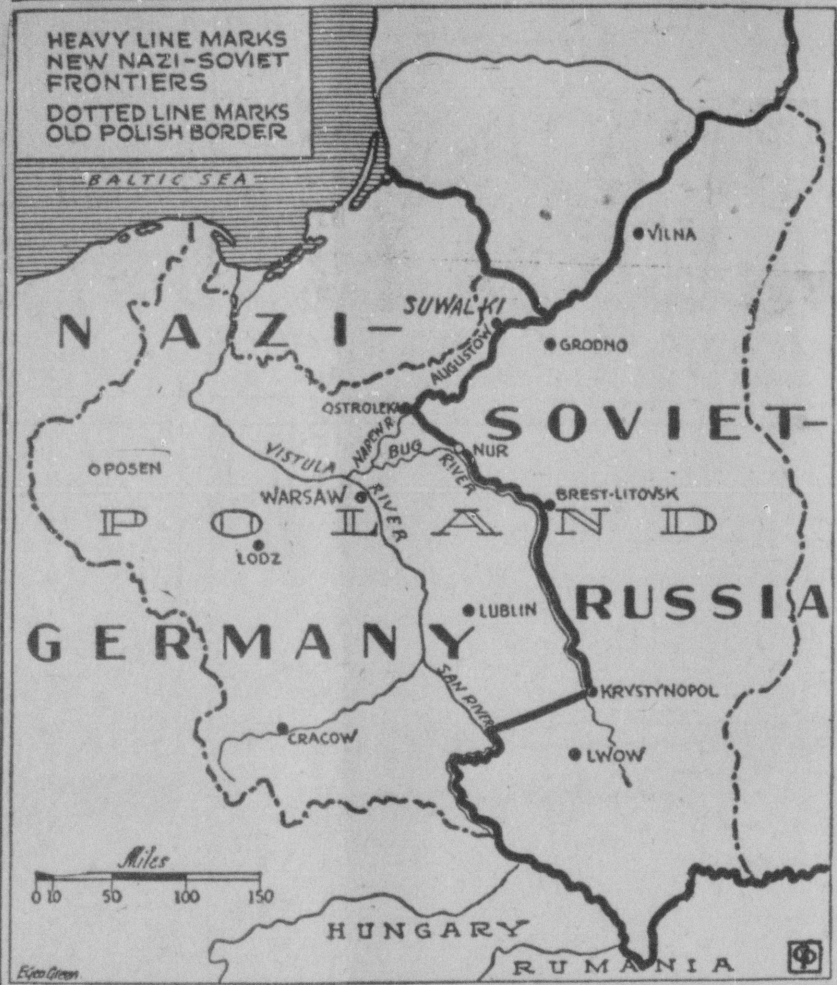 HEAVY LINE MARKS
NEW NAZI-SOVIET
FRONTIERS
DOTTED LINE MARKS
OLD POLISH BORDER
BALTIC SEA
VILNA
NAZI-
SUWALKI
AUGUSTOW
GRODNO
OSTROLEKA
SOVIET-
NAREW R.
BUG
RIVER
NUR
VISTULA
RIVER
POSEN
WARSAW
BREST-LITOVSK
POLAND
LODZ
LUBLIN
RUSSIA
GERMANY
SAN RIVER
KRYSTYNOPOL
CRACOW
LWOW
Miles
0 10 50 100 150
HUNGARY
RUMANIA